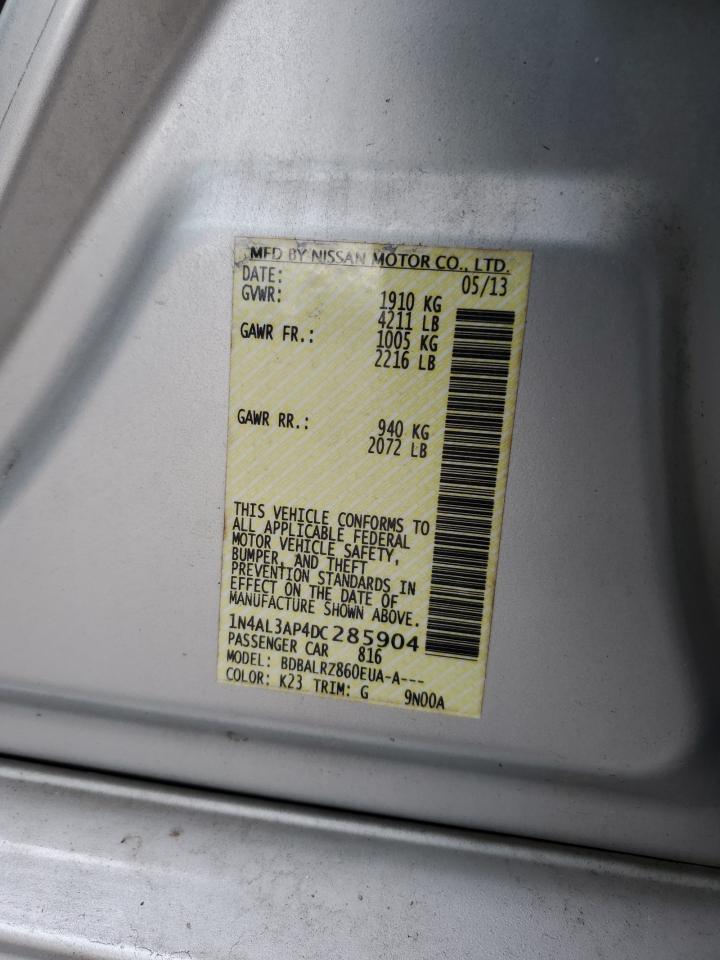 MFD BY NISSAN MOTOR CO., LTD.
DATE: 05/13
GVWR: 1910 KG
4211 LB
GAWR FR.: 1005 KG
2216 LB
GAWR RR.: 940 KG
2072 LB
THIS VEHICLE CONFORMS TO
ALL APPLICABLE FEDERAL
MOTOR VEHICLE SAFETY,
BUMPER, AND THEFT
PREVENTION STANDARDS IN
EFFECT ON THE DATE OF
MANUFACTURE SHOWN ABOVE.
1N4AL3AP4DC285904
PASSENGER CAR 816
MODEL: BDBALRZ860EUA-A---
COLOR: K23 TRIM: G 9N00A